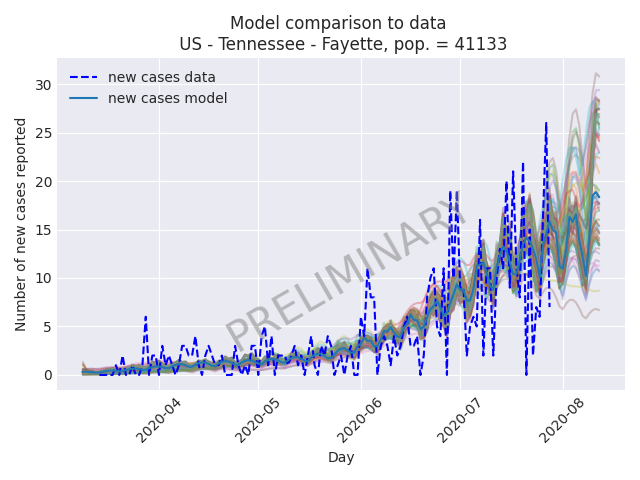 Model comparison to data
US - Tennessee - Fayette, pop. = 41133
new cases data
new cases model
Number of new cases reported
30
25
20
15
10
5
0
PRELIMINARY
2020-04
2020-05
2020-06
2020-07
2020-08
Day